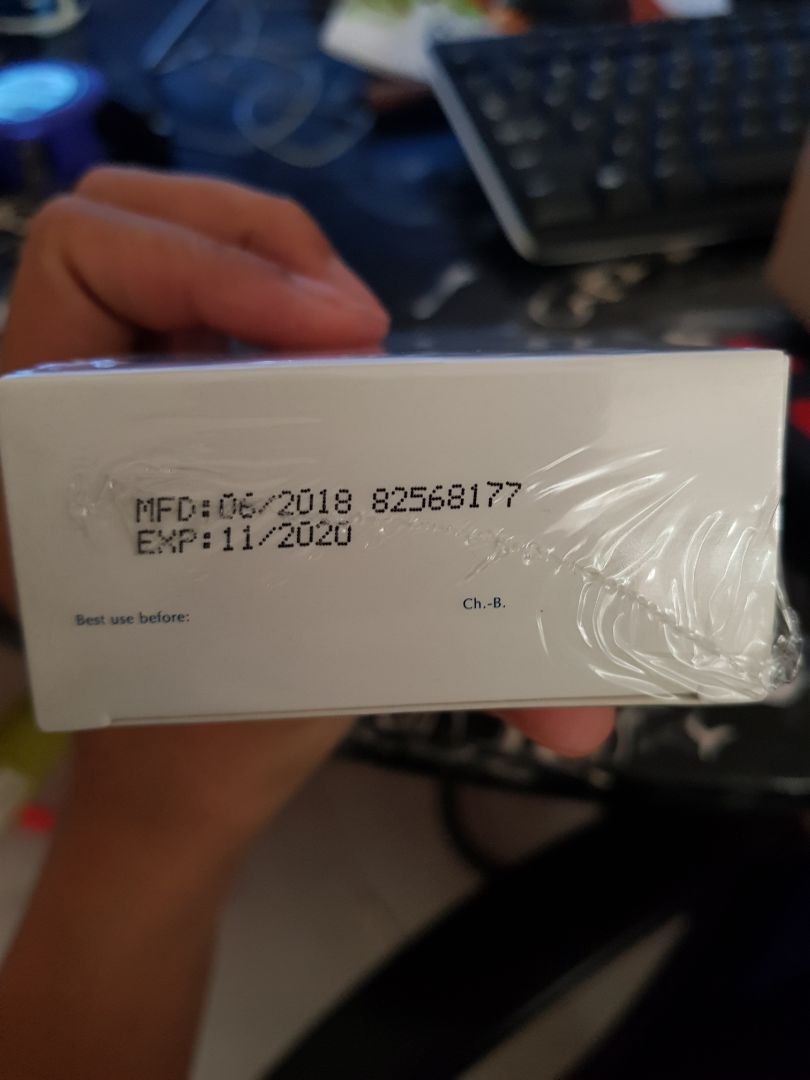 MFD:06/2018 82568177
EXP:11/2020
Best use before:
Ch.-B.